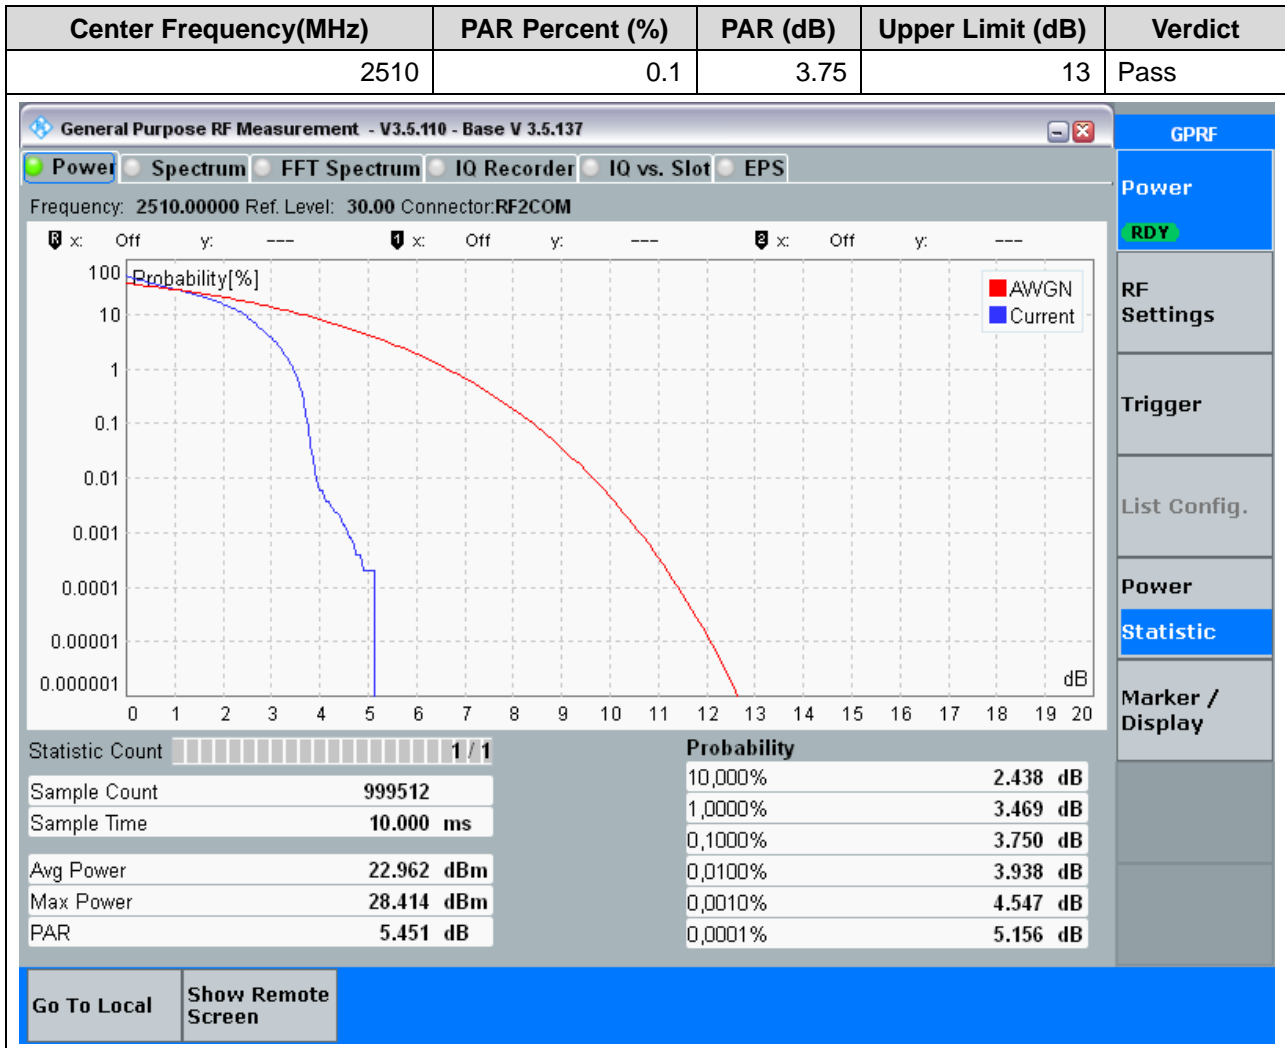 Center Frequency(MHz) PAR Percent (%) PAR (dB) Upper Limit (dB) Verdict
2510 0.1 3.75 13 Pass
General Purpose RF Measurement - V3.5.110 - Base V 3.5.137
GPRF
Power Spectrum FFT Spectrum IQ Recorder IQ vs. Slot EPS
Power
RDY
Frequency: 2510.00000 Ref. Level: 30.00 Connector:RF2COM
R x: Off y: --- 1 x: Off y: --- 2 x: Off y: ---
Probability[%]
AWGN
Current
100
10
1
0.1
0.01
0.001
0.0001
0.00001
0.000001
dB
0 1 2 3 4 5 6 7 8 9 10 11 12 13 14 15 16 17 18 19 20
RF
Settings
Trigger
List Config.
Power
Statistic
Marker /
Display
Statistic Count 1 / 1
Sample Count 999512
Sample Time 10.000 ms
Avg Power 22.962 dBm
Max Power 28.414 dBm
PAR 5.451 dB
Probability
10,000% 2.438 dB
1,0000% 3.469 dB
0,1000% 3.750 dB
0,0100% 3.938 dB
0,0010% 4.547 dB
0,0001% 5.156 dB
Go To Local
Show Remote
Screen